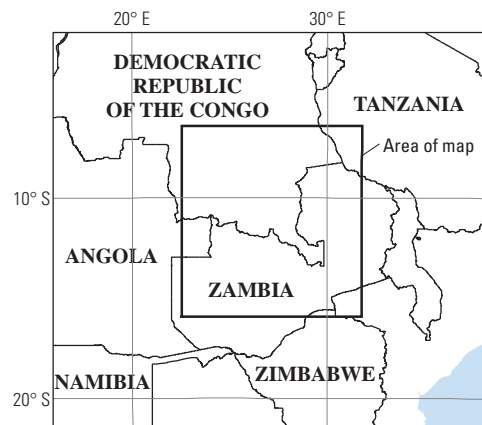 20° E
30° E
DEMOCRATIC
REPUBLIC
OF THE CONGO
TANZANIA
Area of map
10° S
ANGOLA
ZAMBIA
NAMIBIA
ZIMBABWE
20° S